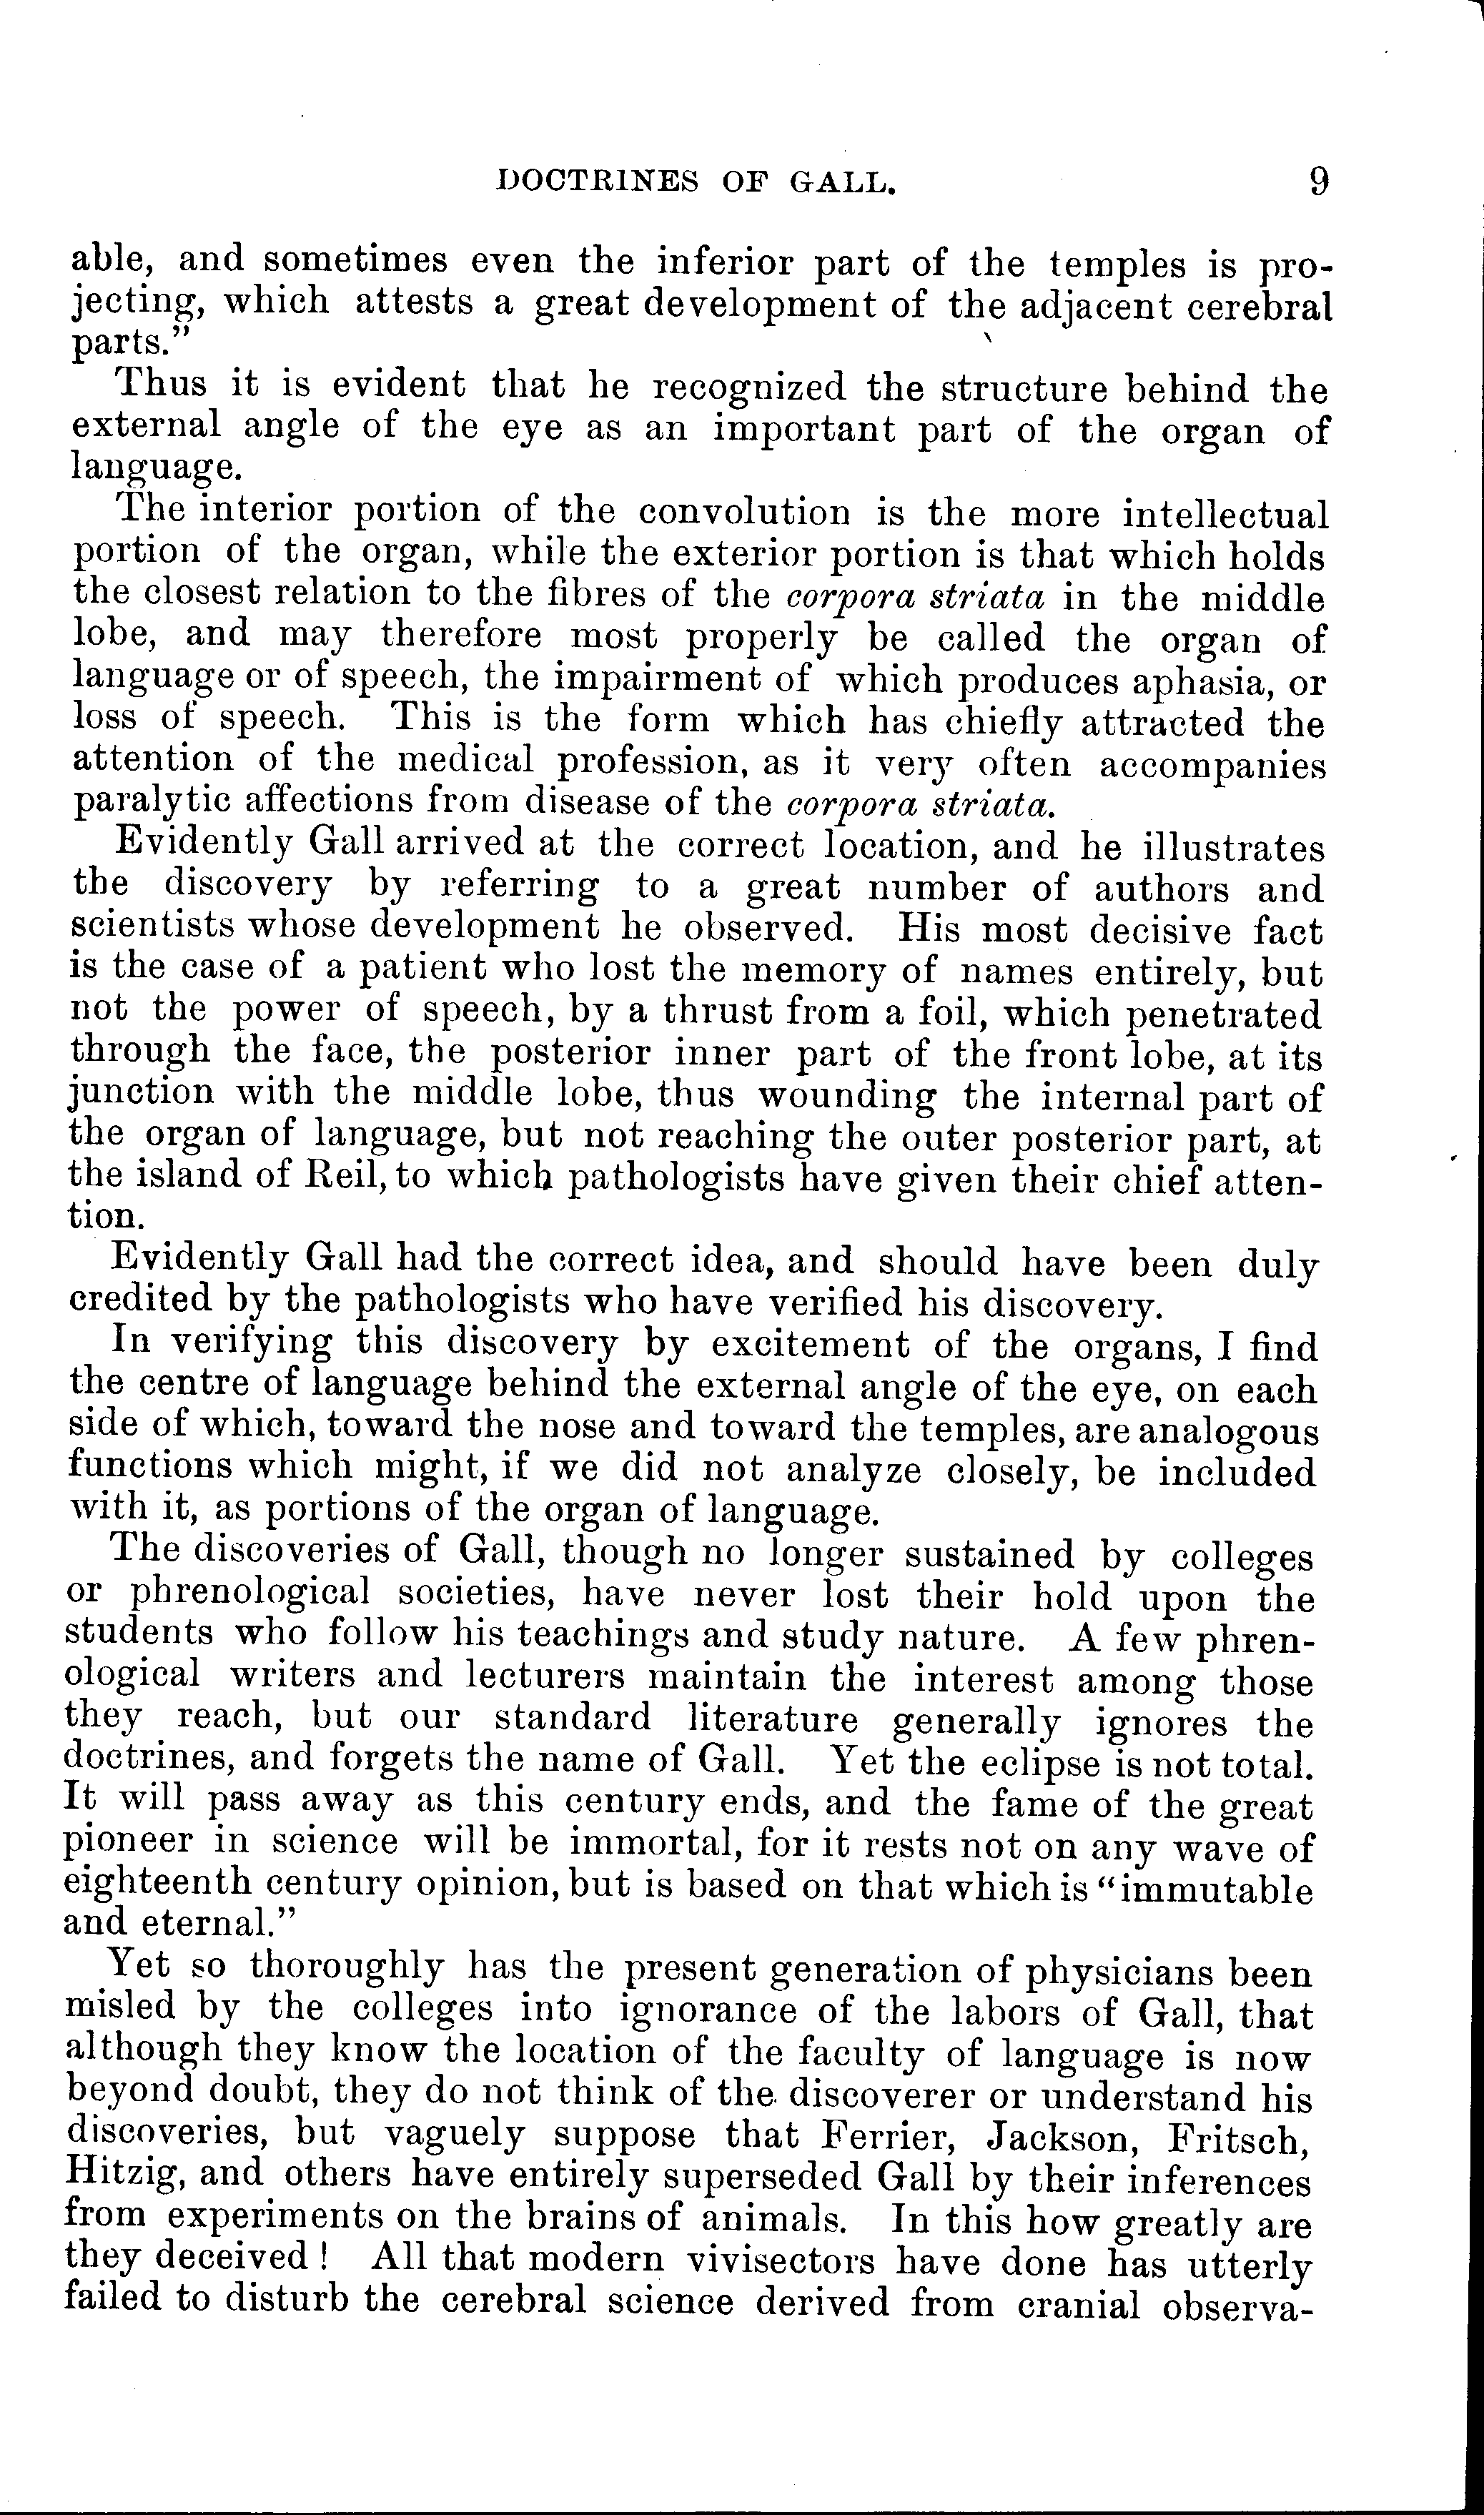 DOCTRINES OF GALL. 9
able, and sometimes even the inferior part of the temples is pro-
jecting, which attests a great development of the adjacent cerebral
parts."
Thus it is evident that he recognized the structure behind the
external angle of the eye as an important part of the organ of
language.
The interior portion of the convolution is the more intellectual
portion of the organ, while the exterior portion is that which holds
the closest relation to the fibres of the corpora striata in the middle
lobe, and may therefore most properly be called the organ of
language or of speech, the impairment of which produces aphasia, or
loss of speech. This is the form which has chiefly attracted the
attention of the medical profession, as it very often accompanies
paralytic affections from disease of the corpora striata.
Evidently Gall arrived at the correct location, and he illustrates
the discovery by referring to a great number of authors and
scientists whose development he observed. His most decisive fact
is the case of a patient who lost the memory of names entirely, but
not the power of speech, by a thrust from a foil, which penetrated
through the face, the posterior inner part of the front lobe, at its
junction with the middle lobe, thus wounding the internal part of
the organ of language, but not reaching the outer posterior part, at
the island of Reil, to which pathologists have given their chief atten-
tion.
Evidently Gall had the correct idea, and should have been duly
credited by the pathologists who have verified his discovery.
In verifying this discovery by excitement of the organs, I find
the centre of language behind the external angle of the eye, on each
side of which, toward the nose and toward the temples, are analogous
functions which might, if we did not analyze closely, be included
with it, as portions of the organ of language.
The discoveries of Gall, though no longer sustained by colleges
or phrenological societies, have never lost their hold upon the
students who follow his teachings and study nature. A few phren-
ological writers and lecturers maintain the interest among those
they reach, but our standard literature generally ignores the
doctrines, and forgets the name of Gall. Yet the eclipse is not total.
It will pass away as this century ends, and the fame of the great
pioneer in science will be immortal, for it rests not on any wave of
eighteenth century opinion, but is based on that which is "immutable
and eternal."
Yet so thoroughly has the present generation of physicians been
misled by the colleges into ignorance of the labors of Gall, that
although they know the location of the faculty of language is now
beyond doubt, they do not think of the discoverer or understand his
discoveries, but vaguely suppose that Ferrier, Jackson, Fritsch,
Hitzig, and others have entirely superseded Gall by their inferences
from experiments on the brains of animals. In this how greatly are
they deceived! All that modern vivisectors have done has utterly
failed to disturb the cerebral science derived from cranial observa-